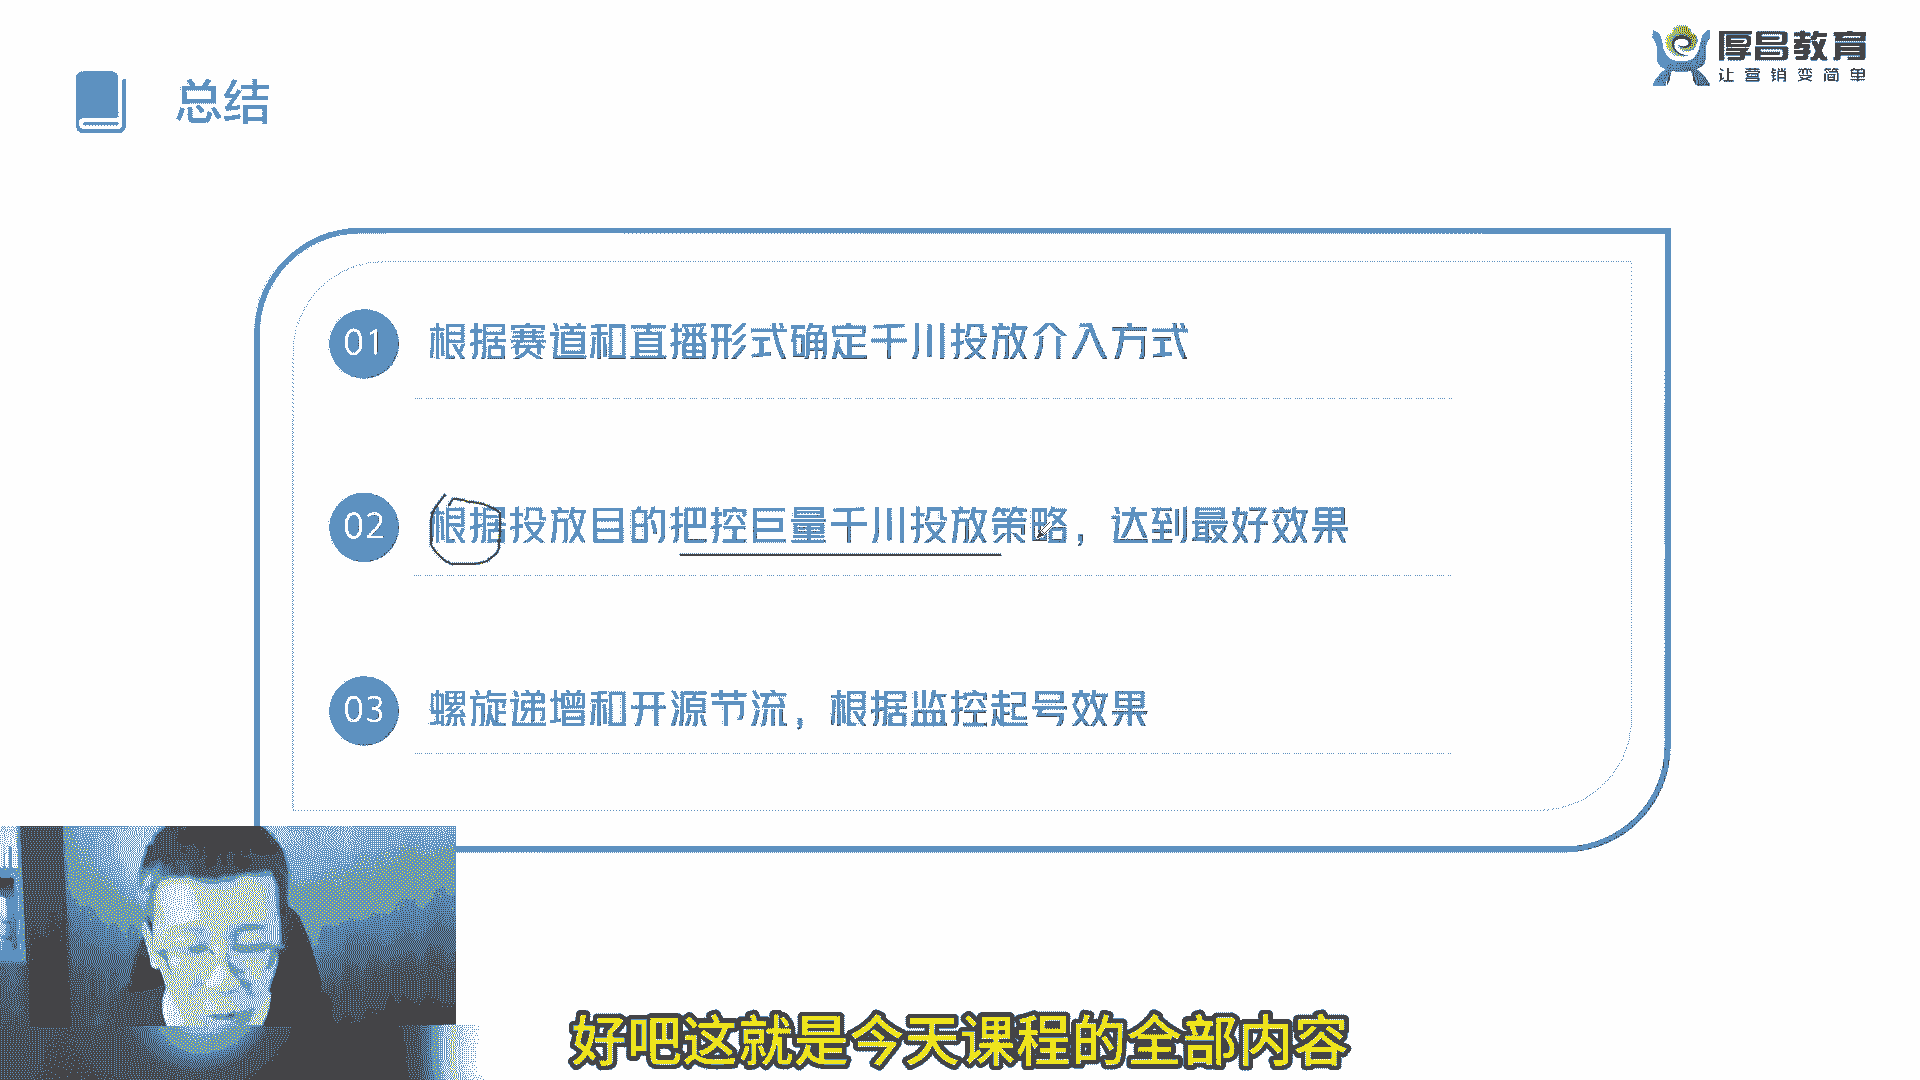 厚昌教育
让营销变简单
总结
01 根据赛道和直播形式确定千川投放介入方式
02 根据投放目的把控巨量千川投放策略，达到最好效果
03 螺旋递增和开源节流，根据监控起号效果
好吧这就是今天课程的全部内容